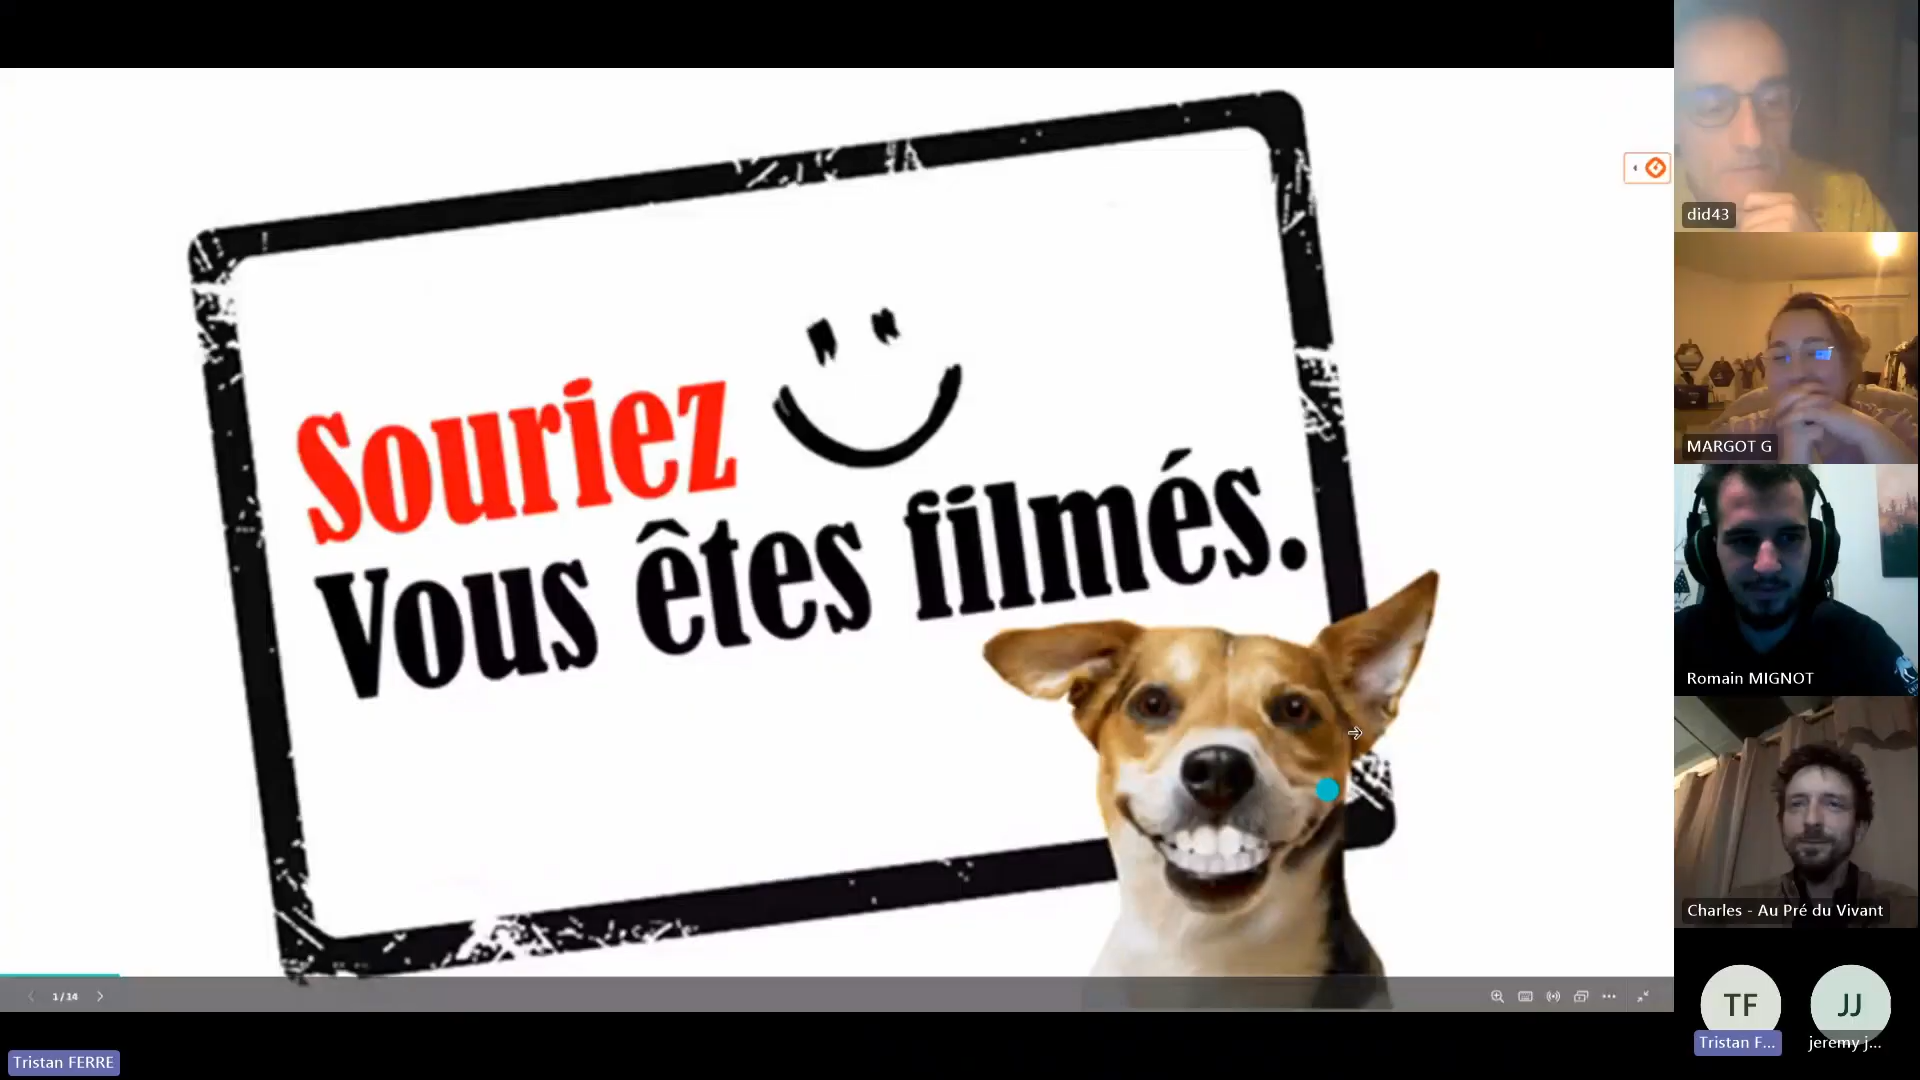 Souriez
Vous êtes filmés.
did43
MARGOT G
Romain MIGNOT
Charles - Au Pré du Vivant
TF
JJ
Tristan F...
jeremy j...
1 / 14
Tristan FERRE